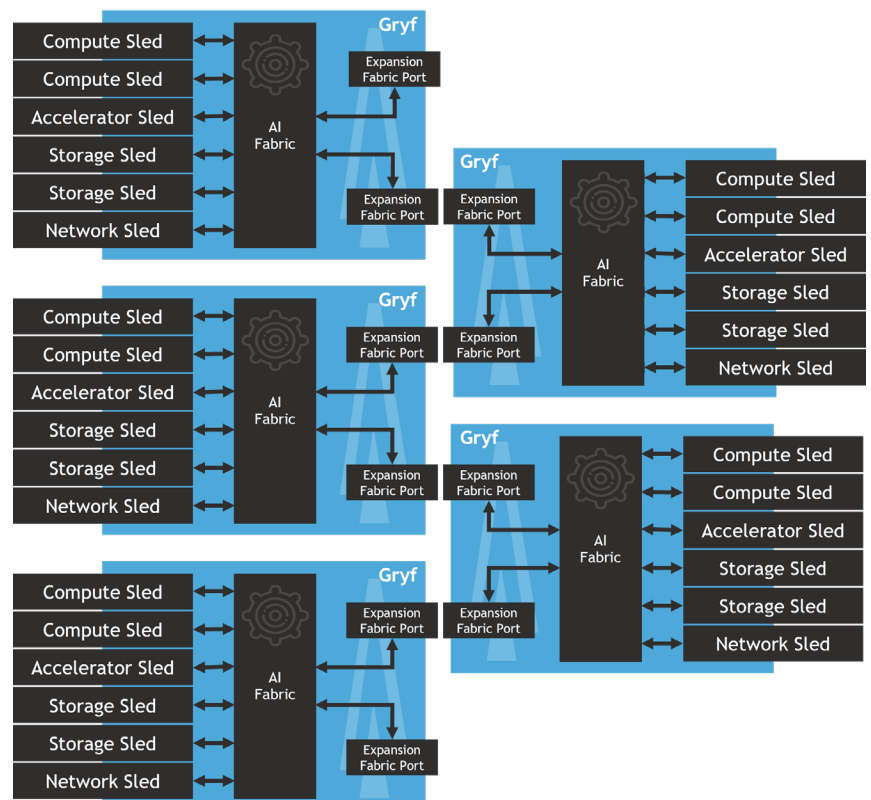 Gryf
Compute Sled
Compute Sled
Accelerator Sled
Storage Sled
Storage Sled
Network Sled
AI
Fabric
Expansion
Fabric Port
Expansion
Fabric Port
Gryf
Expansion
Fabric Port
Expansion
Fabric Port
AI
Fabric
Compute Sled
Compute Sled
Accelerator Sled
Storage Sled
Storage Sled
Network Sled
Gryf
Compute Sled
Compute Sled
Accelerator Sled
Storage Sled
Storage Sled
Network Sled
AI
Fabric
Expansion
Fabric Port
Expansion
Fabric Port
Gryf
Expansion
Fabric Port
Expansion
Fabric Port
AI
Fabric
Compute Sled
Compute Sled
Accelerator Sled
Storage Sled
Storage Sled
Network Sled
Gryf
Compute Sled
Compute Sled
Accelerator Sled
Storage Sled
Storage Sled
Network Sled
AI
Fabric
Expansion
Fabric Port
Expansion
Fabric Port